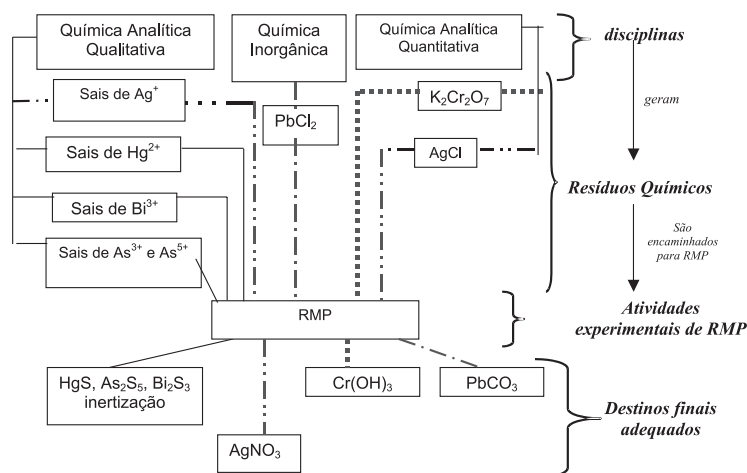 Química Analítica
Qualitativa
Química
Inorgânica
Química Analítica
Quantitativa
disciplinas
Sais de Ag⁺
K₂Cr₂O₇
geram
PbCl₂
Sais de Hg²⁺
AgCl
Resíduos Químicos
Sais de Bi³⁺
São
encaminhados
para RMP
Sais de As³⁺ e As⁵⁺
RMP
Atividades
experimentais de RMP
HgS, As₂S₅, Bi₂S₃
inertização
Cr(OH)₃
PbCO₃
Destinos finais
adequados
AgNO₃